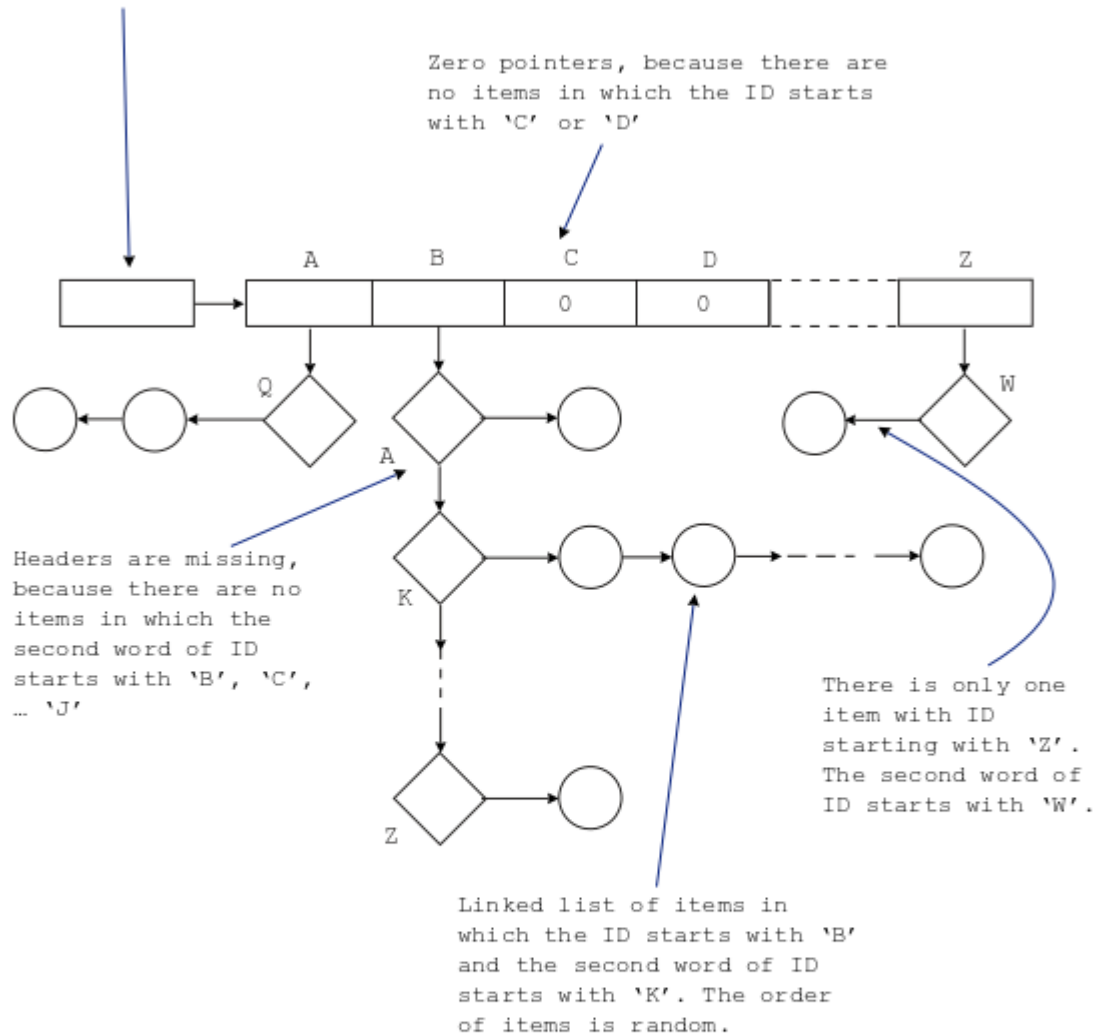 Zero pointers, because there are
no items in which the ID starts
with ‘C’ or ‘D’
A
B
C
D
Z
0
0
Q
W
A
K
Headers are missing,
because there are no
items in which the
second word of ID
starts with ‘B’, ‘C’,
… ‘J’
There is only one
item with ID
starting with ‘Z’.
The second word of
ID starts with ‘W’.
Z
Linked list of items in
which the ID starts with ‘B’
and the second word of ID
starts with ‘K’. The order
of items is random.